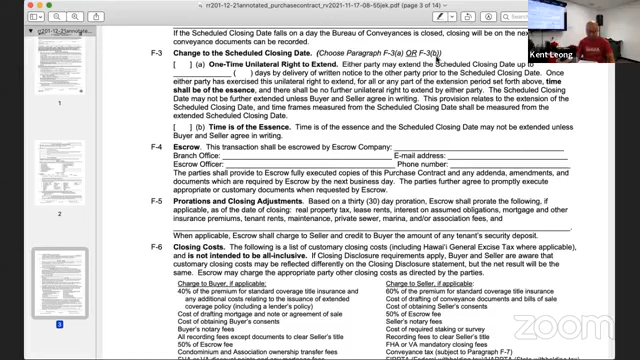 rr201-12-21annotated_purchasecontract_rv2021-11-17-08-55jek.pdf (page 3 of 14)
If the Scheduled Closing Date falls on a day the Bureau of Conveyances is closed, closing will be on the next
conveyance documents can be recorded.
F-3 Change to the Scheduled Closing Date. (Choose Paragraph F-3(a) OR F-3(b))
[ ] (a) One-Time Unilateral Right to Extend. Either party may extend the Scheduled Closing Date up to
( ) days by delivery of written notice to the other party prior to the Scheduled Closing Date. Once
either party has exercised this unilateral right to extend, for all or any part of the extension period set forth above, time
shall be of the essence, and there shall be no further unilateral right to extend by either party. The Scheduled Closing
Date may not be further extended unless Buyer and Seller agree in writing. This provision relates to the extension of the
Scheduled Closing Date, and time frames measured from the Scheduled Closing Date shall be measured from the
extended Scheduled Closing Date.
[ ] (b) Time is of the Essence. Time is of the essence and the Scheduled Closing Date may not be extended unless
Buyer and Seller agree in writing.
F-4 Escrow. This transaction shall be escrowed by Escrow Company:
Branch Office: E-mail address:
Escrow Officer: Phone number:
The parties shall provide to Escrow fully executed copies of this Purchase Contract and any addenda, amendments and
documents which are required by Escrow by the next business day. The parties further agree to promptly execute
appropriate or customary documents when requested by Escrow.
F-5 Prorations and Closing Adjustments. Based on a thirty (30) day proration, Escrow shall prorate the following, if
applicable, as of the date of closing: real property tax, lease rents, interest on assumed obligations, mortgage and other
insurance premiums, tenant rents, maintenance, private sewer, marina, and/or association fees, and
When applicable, Escrow shall charge to Seller and credit to Buyer the amount of any tenant's security deposit.
F-6 Closing Costs. The following is a list of customary closing costs (including Hawai'i General Excise Tax where applicable), and
and is not intended to be all-inclusive. If Closing Disclosure requirements apply, Buyer and Seller are aware that
customary closing costs may be reflected differently on the Closing Disclosure statement, but the net result will be the
same. Escrow may charge the appropriate party other closing costs as directed by the parties.
Charge to Buyer, if applicable:
40% of the premium for standard coverage title insurance
and any additional costs relating to the issuance of extended
coverage policy (including a lender's policy)
Cost of drafting mortgage and note or agreement of sale
Cost of obtaining Buyer's consents
Buyer's notary fees
All recording fees except documents to clear Seller's title
50% of Escrow fee
Condominium and Association ownership transfer fees
Charge to Seller, if applicable:
60% of the premium for standard coverage title insurance
Cost of drafting of conveyance documents and bills of sale
Cost of obtaining Seller's consents
50% of Escrow fee
Seller's notary fees
Cost of required staking or survey
Recording fees to clear Seller's title
FHA or VA mandatory closing fees
Conveyance tax (subject to Paragraph F-7)
1
2
3
Kent Leong
zoom